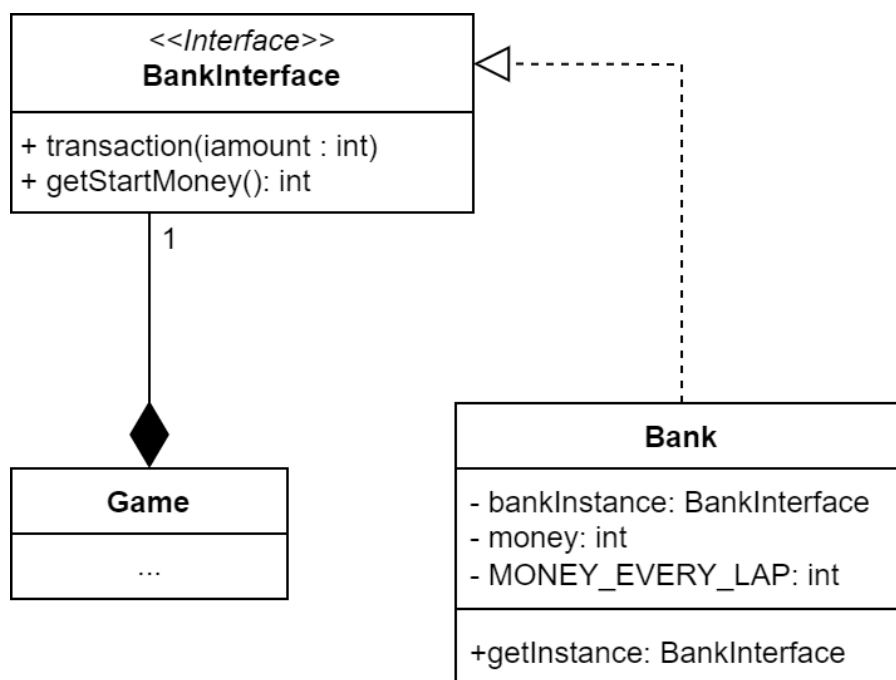 <<Interface>>
BankInterface
+ transaction(iamount : int)
+ getStartMoney(): int
1
Game
...
Bank
- bankInstance: BankInterface
- money: int
- MONEY_EVERY_LAP: int
+getInstance: BankInterface